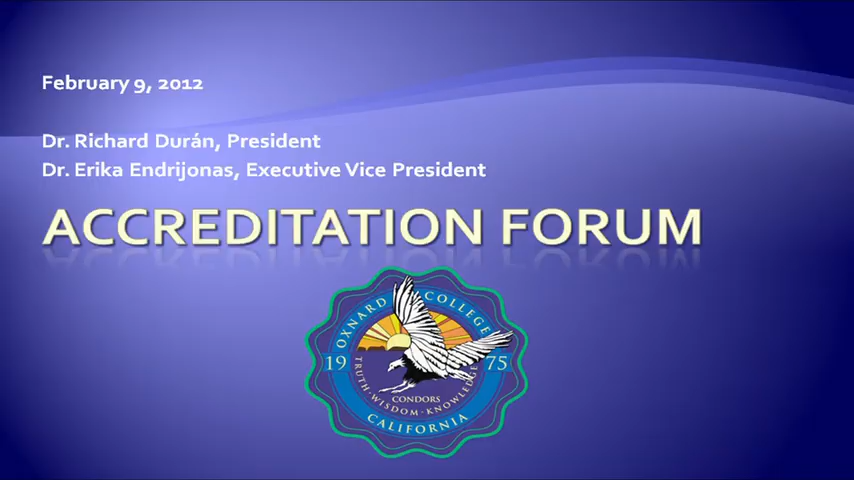 February 9, 2012
Dr. Richard Durán, President
Dr. Erika Endrijonas, Executive Vice President
ACCREDITATION FORUM
OXNARD COLLEGE
19 75
TRUTH · WISDOM · KNOWLEDGE
CONDORS
CALIFORNIA